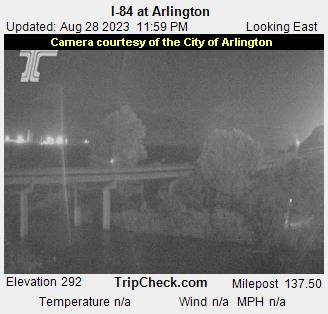 I-84 at Arlington
Updated: Aug 28 2023 11:59 PM Looking East
Camera courtesy of the City of Arlington
Elevation 292 TripCheck.com Milepost 137.50
Temperature n/a Wind n/a MPH n/a